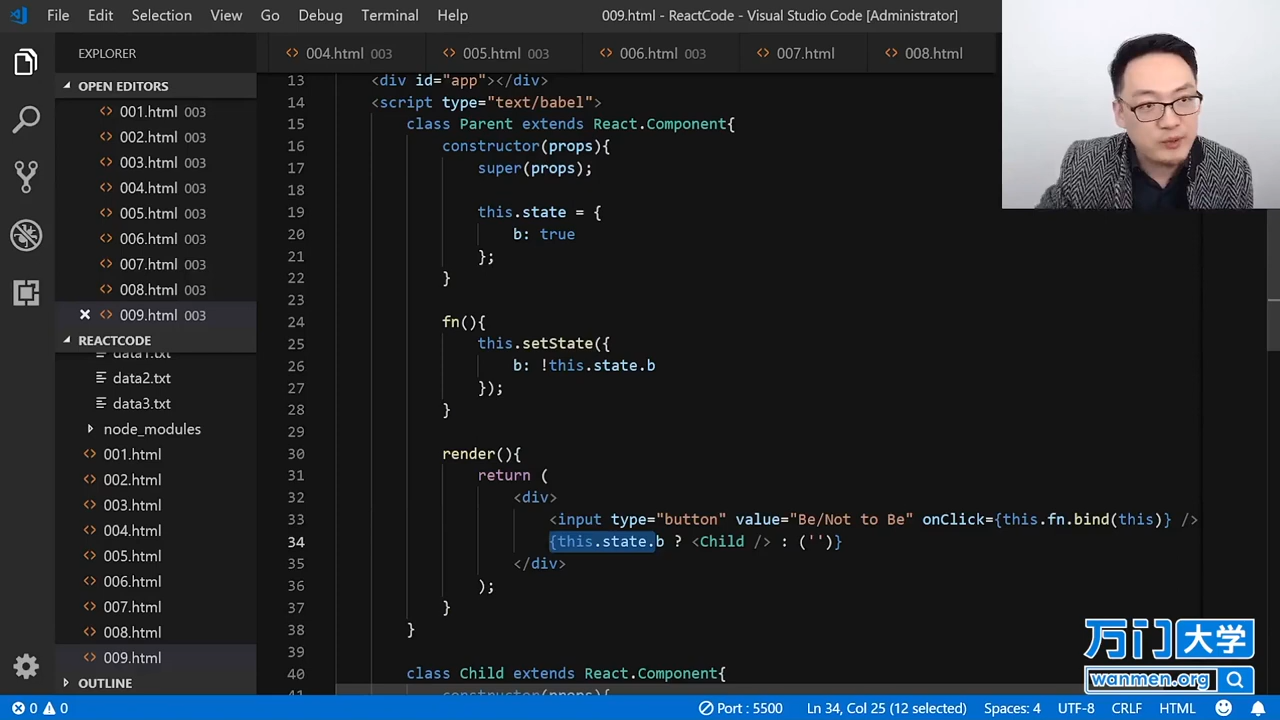 File Edit Selection View Go Debug Terminal Help 009.html - ReactCode - Visual Studio Code [Administrator]
EXPLORER
OPEN EDITORS
001.html 003
002.html 003
003.html 003
004.html 003
005.html 003
006.html 003
007.html 003
008.html 003
009.html 003
REACTCODE
data1.txt
data2.txt
data3.txt
node_modules
001.html
002.html
003.html
004.html
005.html
006.html
007.html
008.html
009.html
OUTLINE
004.html 003 005.html 003 006.html 003 007.html 008.html
13 <div id="app"></div>
14 <script type="text/babel">
15 class Parent extends React.Component{
16 constructor(props){
17 super(props);
18
19 this.state = {
20 b: true
21 };
22 }
23
24 fn(){
25 this.setState({
26 b: !this.state.b
27 });
28 }
29
30 render(){
31 return (
32 <div>
33 <input type="button" value="Be/Not to Be" onClick={this.fn.bind(this)} />
34 {this.state.b ? <Child /> : ('')}
35 </div>
36 );
37 }
38 }
39
40 class Child extends React.Component{
41 constructor(props){
万门大学
wanmen.org
0 0 Port : 5500 Ln 34, Col 25 (12 selected) Spaces: 4 UTF-8 CRLF HTML